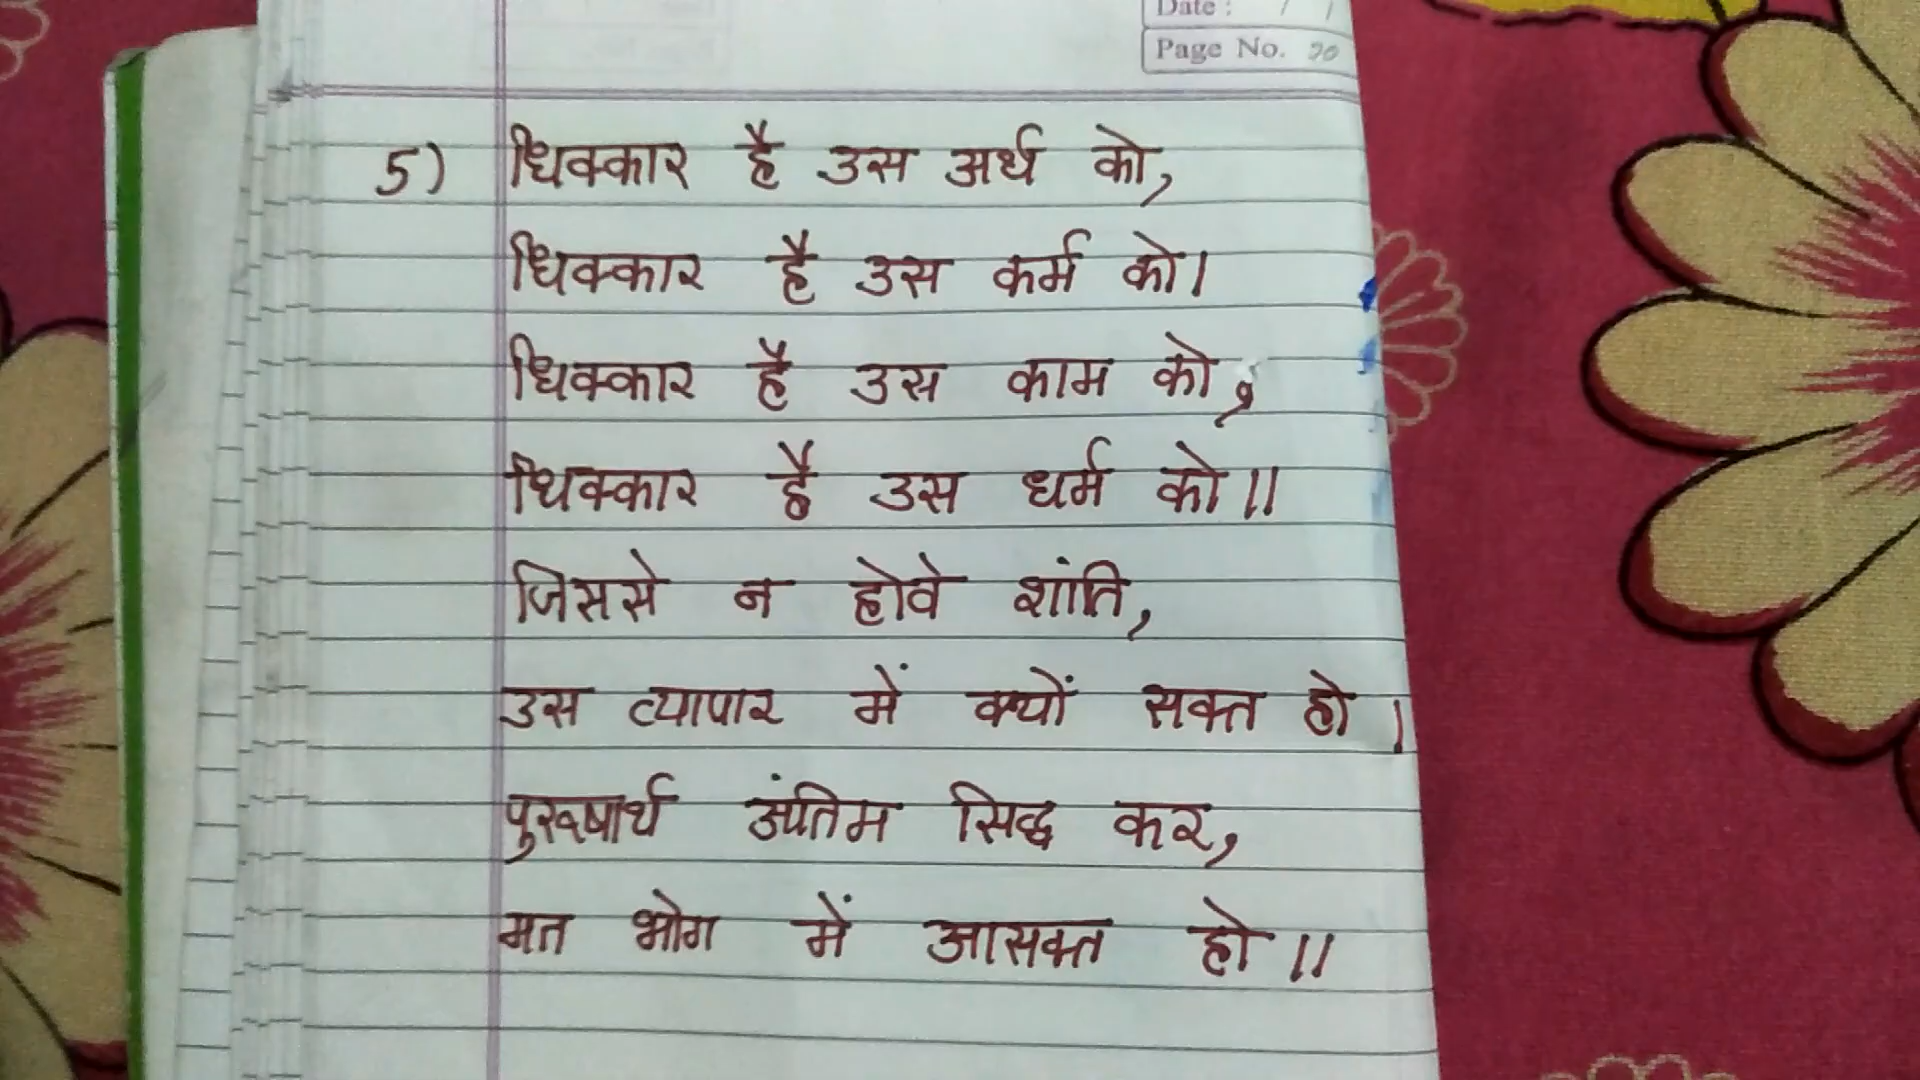 Date : / /
Page No. 20
5) धिक्कार है उस अर्थ को,
धिक्कार है उस कर्म को।
धिक्कार है उस काम को,
धिक्कार है उस धर्म को॥
जिससे न होवे शांति,
उस व्यापार में क्यों सक्त हो।
पुरूषार्थ अंतिम सिद्ध कर,
मत भोग में आसक्त हो॥